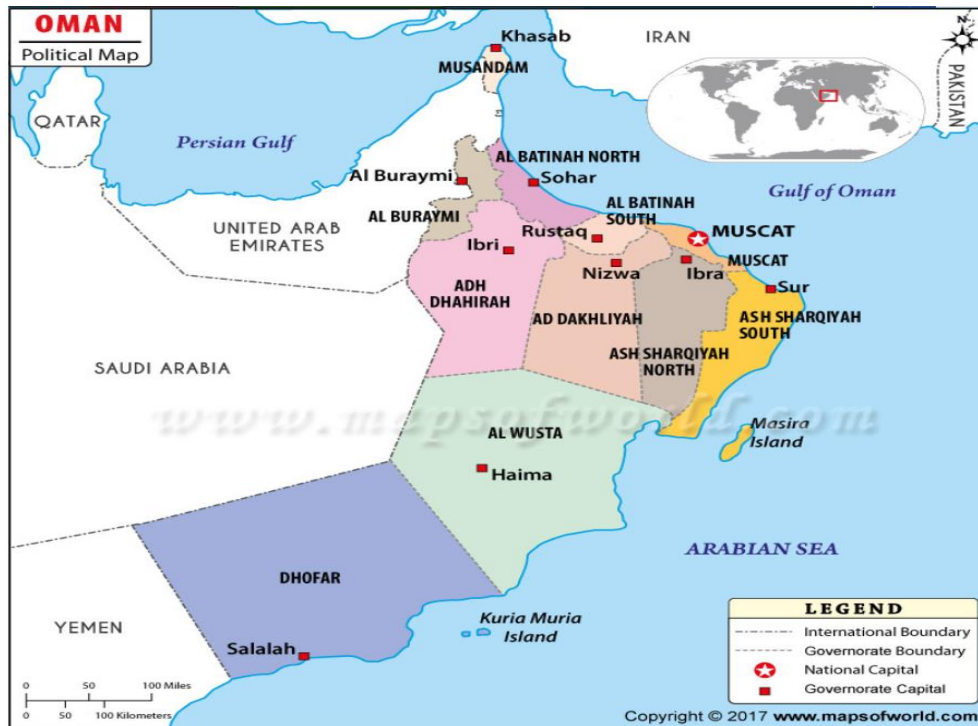 OMAN
Political Map
Khasab
IRAN
PAKISTAN
MUSANDAM
QATAR
Persian Gulf
AL BATINAH NORTH
Al Buraymi
Sohar
Gulf of Oman
AL BURAYMI
AL BATINAH
SOUTH
UNITED ARAB
EMIRATES
Rustaq
MUSCAT
Ibri
MUSCAT
Nizwa
Ibra
Sur
ADH
DHAHIRAH
AD DAKHLIYAH
ASH SHARQIYAH
SOUTH
ASH SHARQIYAH
NORTH
SAUDI ARABIA
www.mapsofworld.com
Masira
Island
AL WUSTA
Haima
ARABIAN SEA
DHOFAR
Kuria Muria
Island
YEMEN
Salalah
LEGEND
International Boundary
Governorate Boundary
National Capital
Governorate Capital
0 50 100 Miles
0 50 100 Kilometers
Copyright © 2017 www.mapsofworld.com